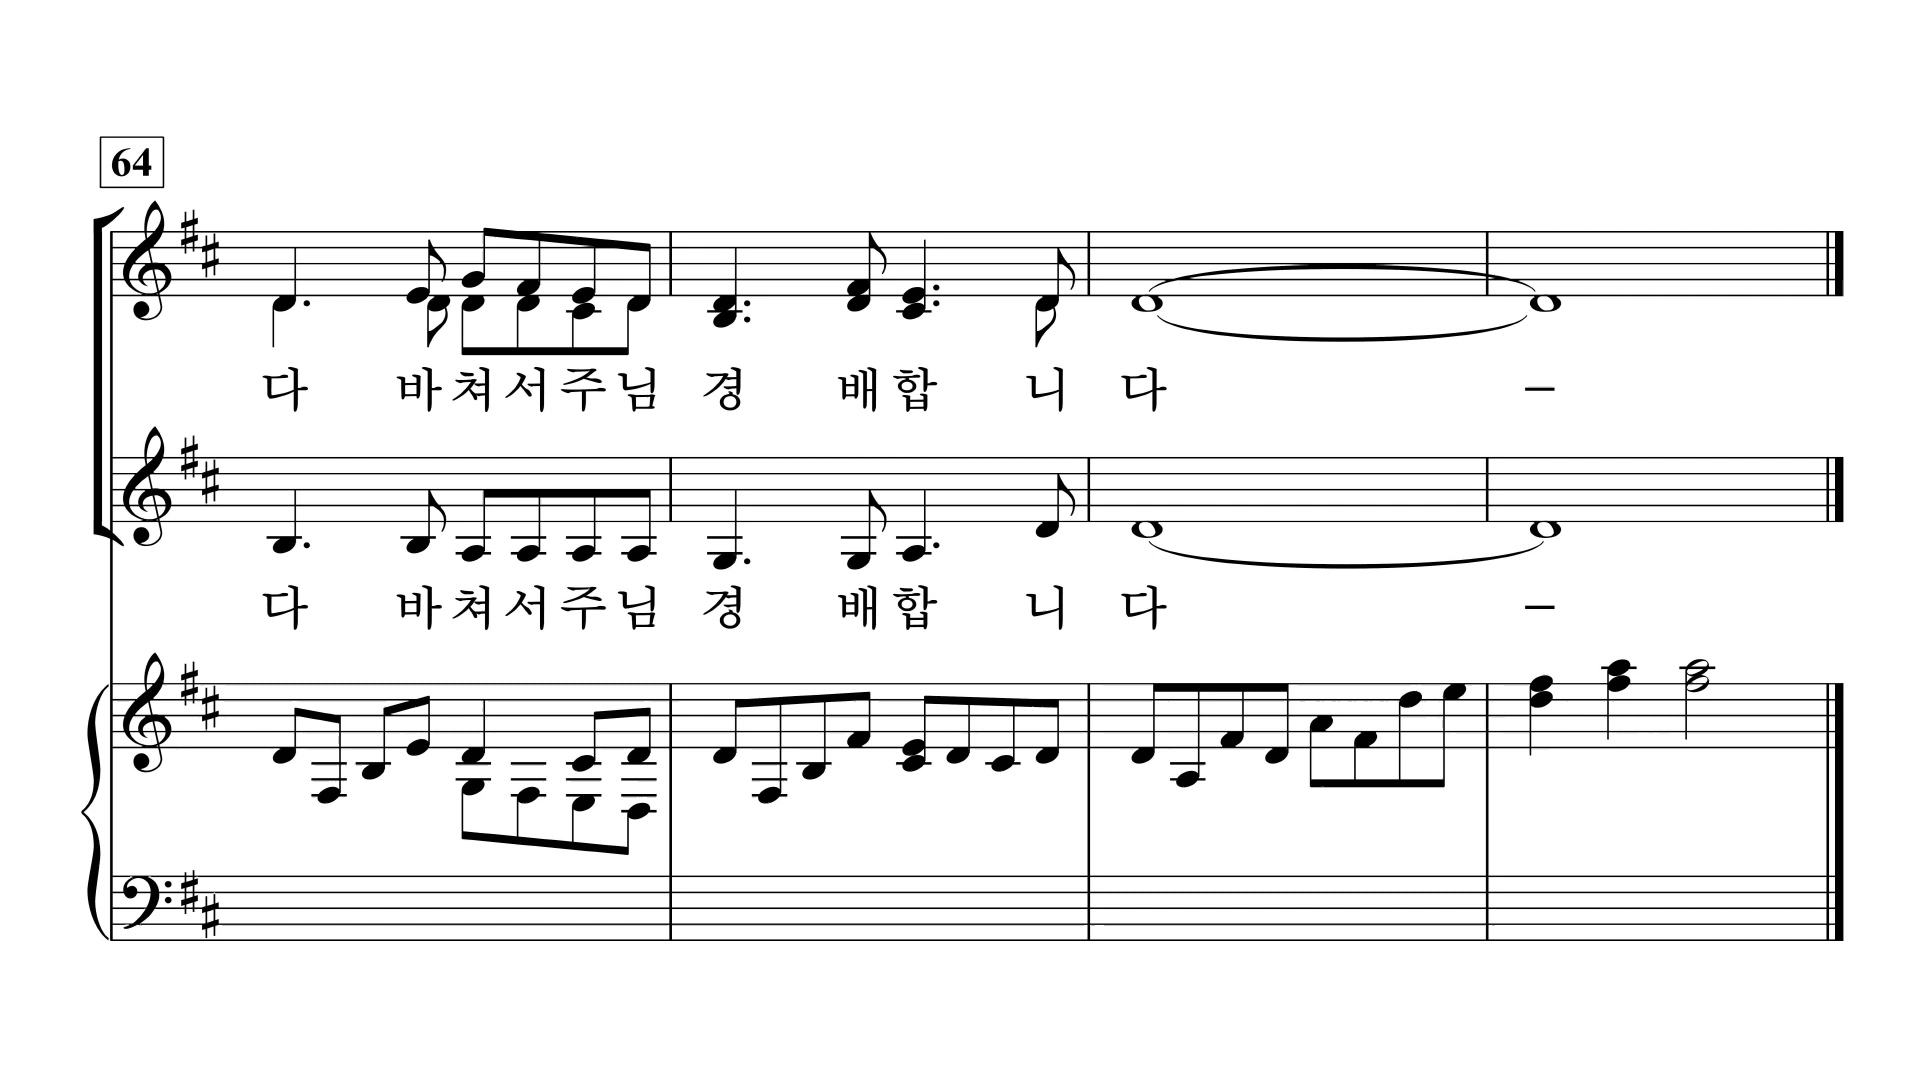 64
다 바쳐서주님 경 배합 니 다 –
다 바쳐서주님 경 배합 니 다 –